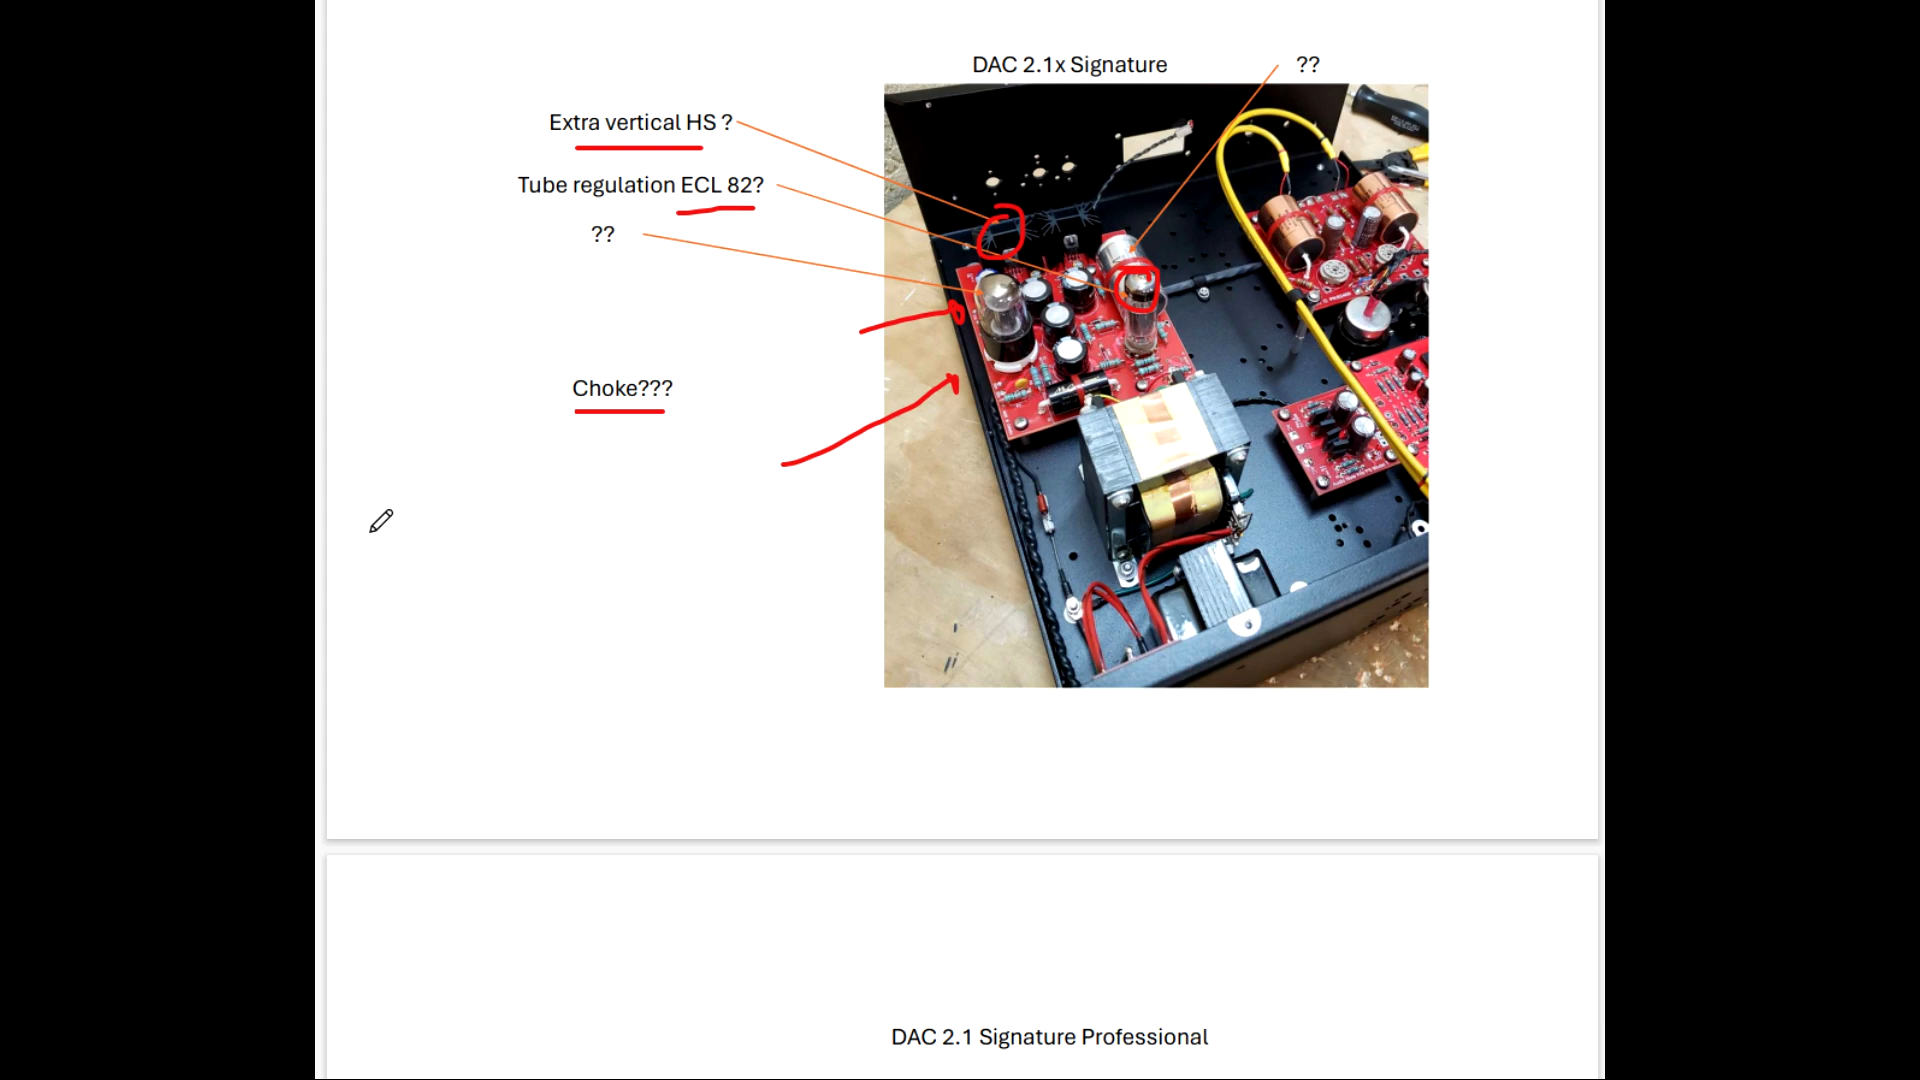 DAC 2.1x Signature
??
Extra vertical HS ?
Tube regulation ECL 82?
??
Choke???
DAC 2.1 Signature Professional